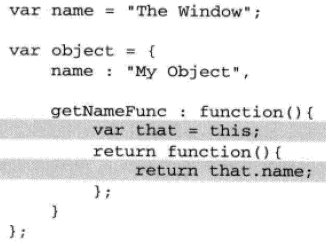 var name = "The Window";
var object = {
name : "My Object",
getNameFunc : function(){
var that = this;
return function(){
return that.name;
};
}
};